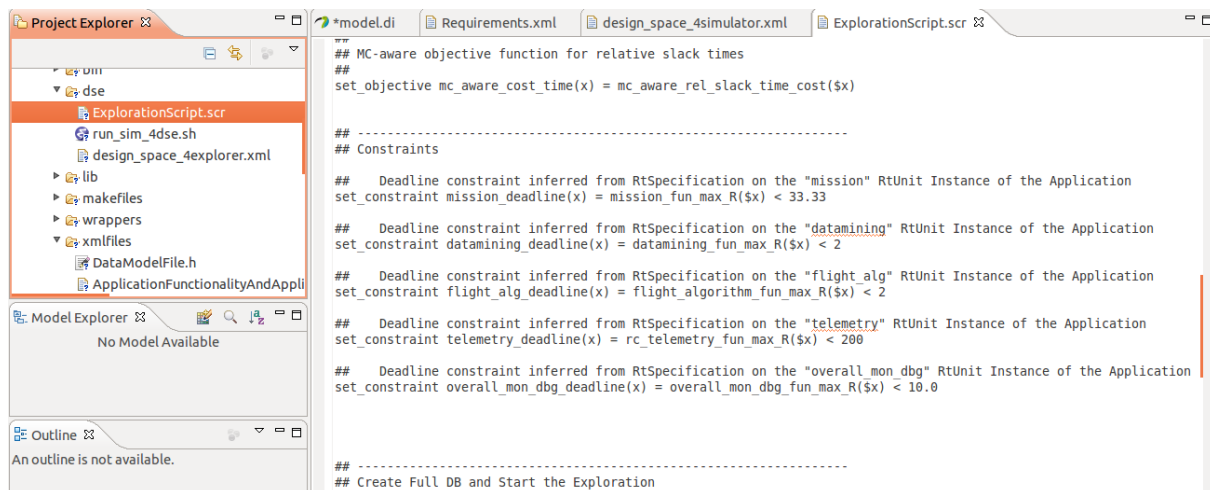 Project Explorer
bin
dse
ExplorationScript.scr
run_sim_4dse.sh
design_space_4explorer.xml
lib
makefiles
wrappers
xmlfiles
DataModelFile.h
ApplicationFunctionalityAndAppli
Model Explorer
No Model Available
Outline
An outline is not available.
*model.di
Requirements.xml
design_space_4simulator.xml
ExplorationScript.scr
##
## MC-aware objective function for relative slack times
##
set_objective mc_aware_cost_time(x) = mc_aware_rel_slack_time_cost($x)
## ------------------------------------------------------------------
## Constraints
##    Deadline constraint inferred from RtSpecification on the "mission" RtUnit Instance of the Application
set_constraint mission_deadline(x) = mission_fun_max_R($x) < 33.33
##    Deadline constraint inferred from RtSpecification on the "datamining" RtUnit Instance of the Application
set_constraint datamining_deadline(x) = datamining_fun_max_R($x) < 2
##    Deadline constraint inferred from RtSpecification on the "flight_alg" RtUnit Instance of the Application
set_constraint flight_alg_deadline(x) = flight_algorithm_fun_max_R($x) < 2
##    Deadline constraint inferred from RtSpecification on the "telemetry" RtUnit Instance of the Application
set_constraint telemetry_deadline(x) = rc_telemetry_fun_max_R($x) < 200
##    Deadline constraint inferred from RtSpecification on the "overall_mon_dbg" RtUnit Instance of the Application
set_constraint overall_mon_dbg_deadline(x) = overall_mon_dbg_fun_max_R($x) < 10.0
## ------------------------------------------------------------------
## Create Full DB and Start the Exploration